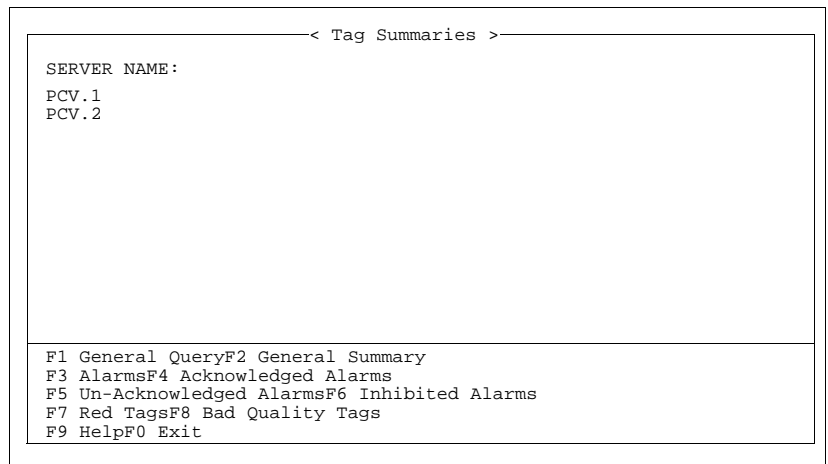 < Tag Summaries >
SERVER NAME:
PCV.1
PCV.2
F1 General QueryF2 General Summary
F3 AlarmsF4 Acknowledged Alarms
F5 Un-Acknowledged AlarmsF6 Inhibited Alarms
F7 Red TagsF8 Bad Quality Tags
F9 HelpF0 Exit